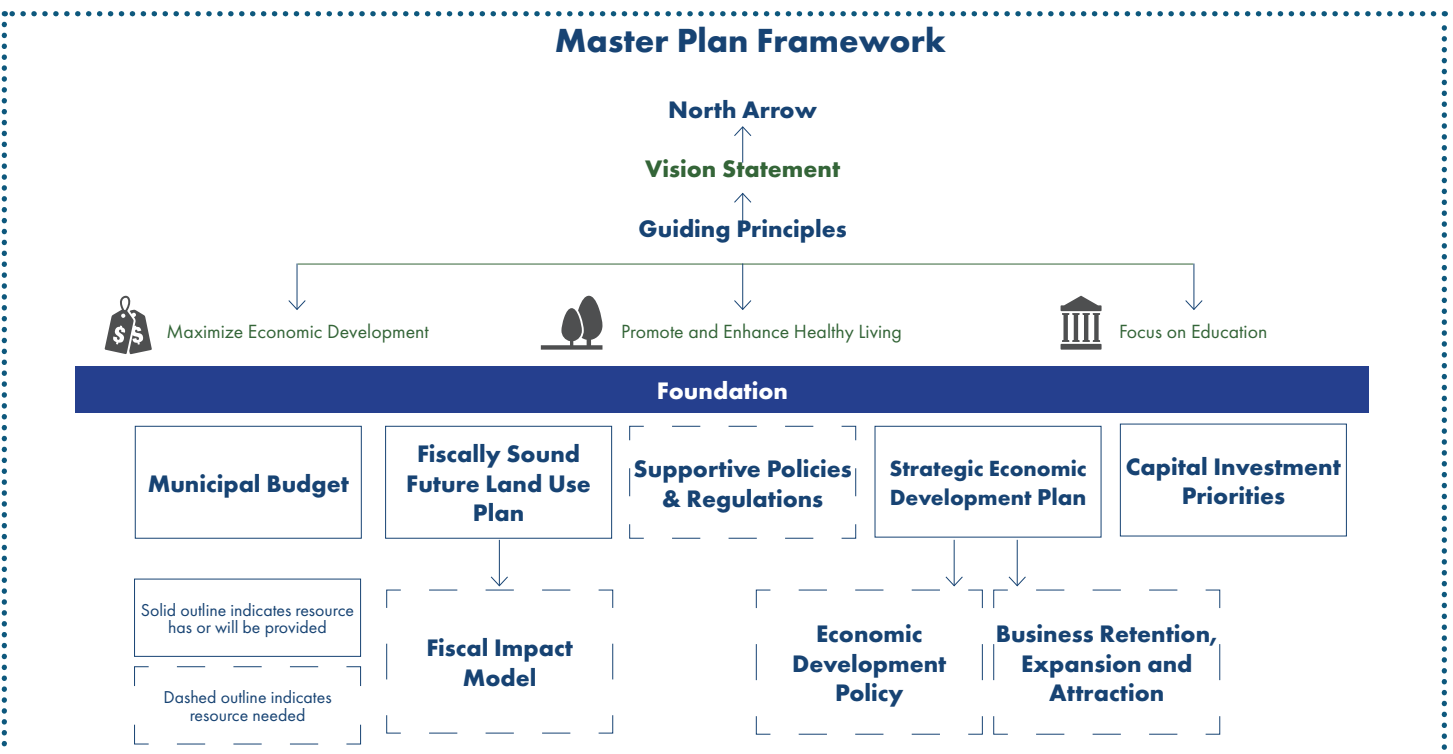 Master Plan Framework
North Arrow
Vision Statement
Guiding Principles
$ $
Maximize Economic Development
Promote and Enhance Healthy Living
Focus on Education
Foundation
Municipal Budget
Fiscally Sound
Future Land Use
Plan
Supportive Policies
& Regulations
Strategic Economic
Development Plan
Capital Investment
Priorities
Solid outline indicates resource
has or will be provided
Dashed outline indicates
resource needed
Fiscal Impact
Model
Economic
Development
Policy
Business Retention,
Expansion and
Attraction